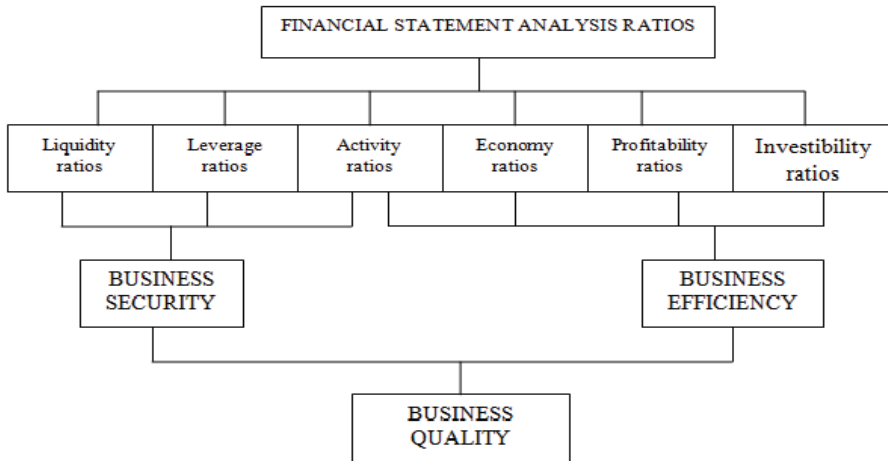 FINANCIAL STATEMENT ANALYSIS RATIOS
Liquidity
ratios
Leverage
ratios
Activity
ratios
Economy
ratios
Profitability
ratios
Investibility
ratios
BUSINESS
SECURITY
BUSINESS
EFFICIENCY
BUSINESS
QUALITY